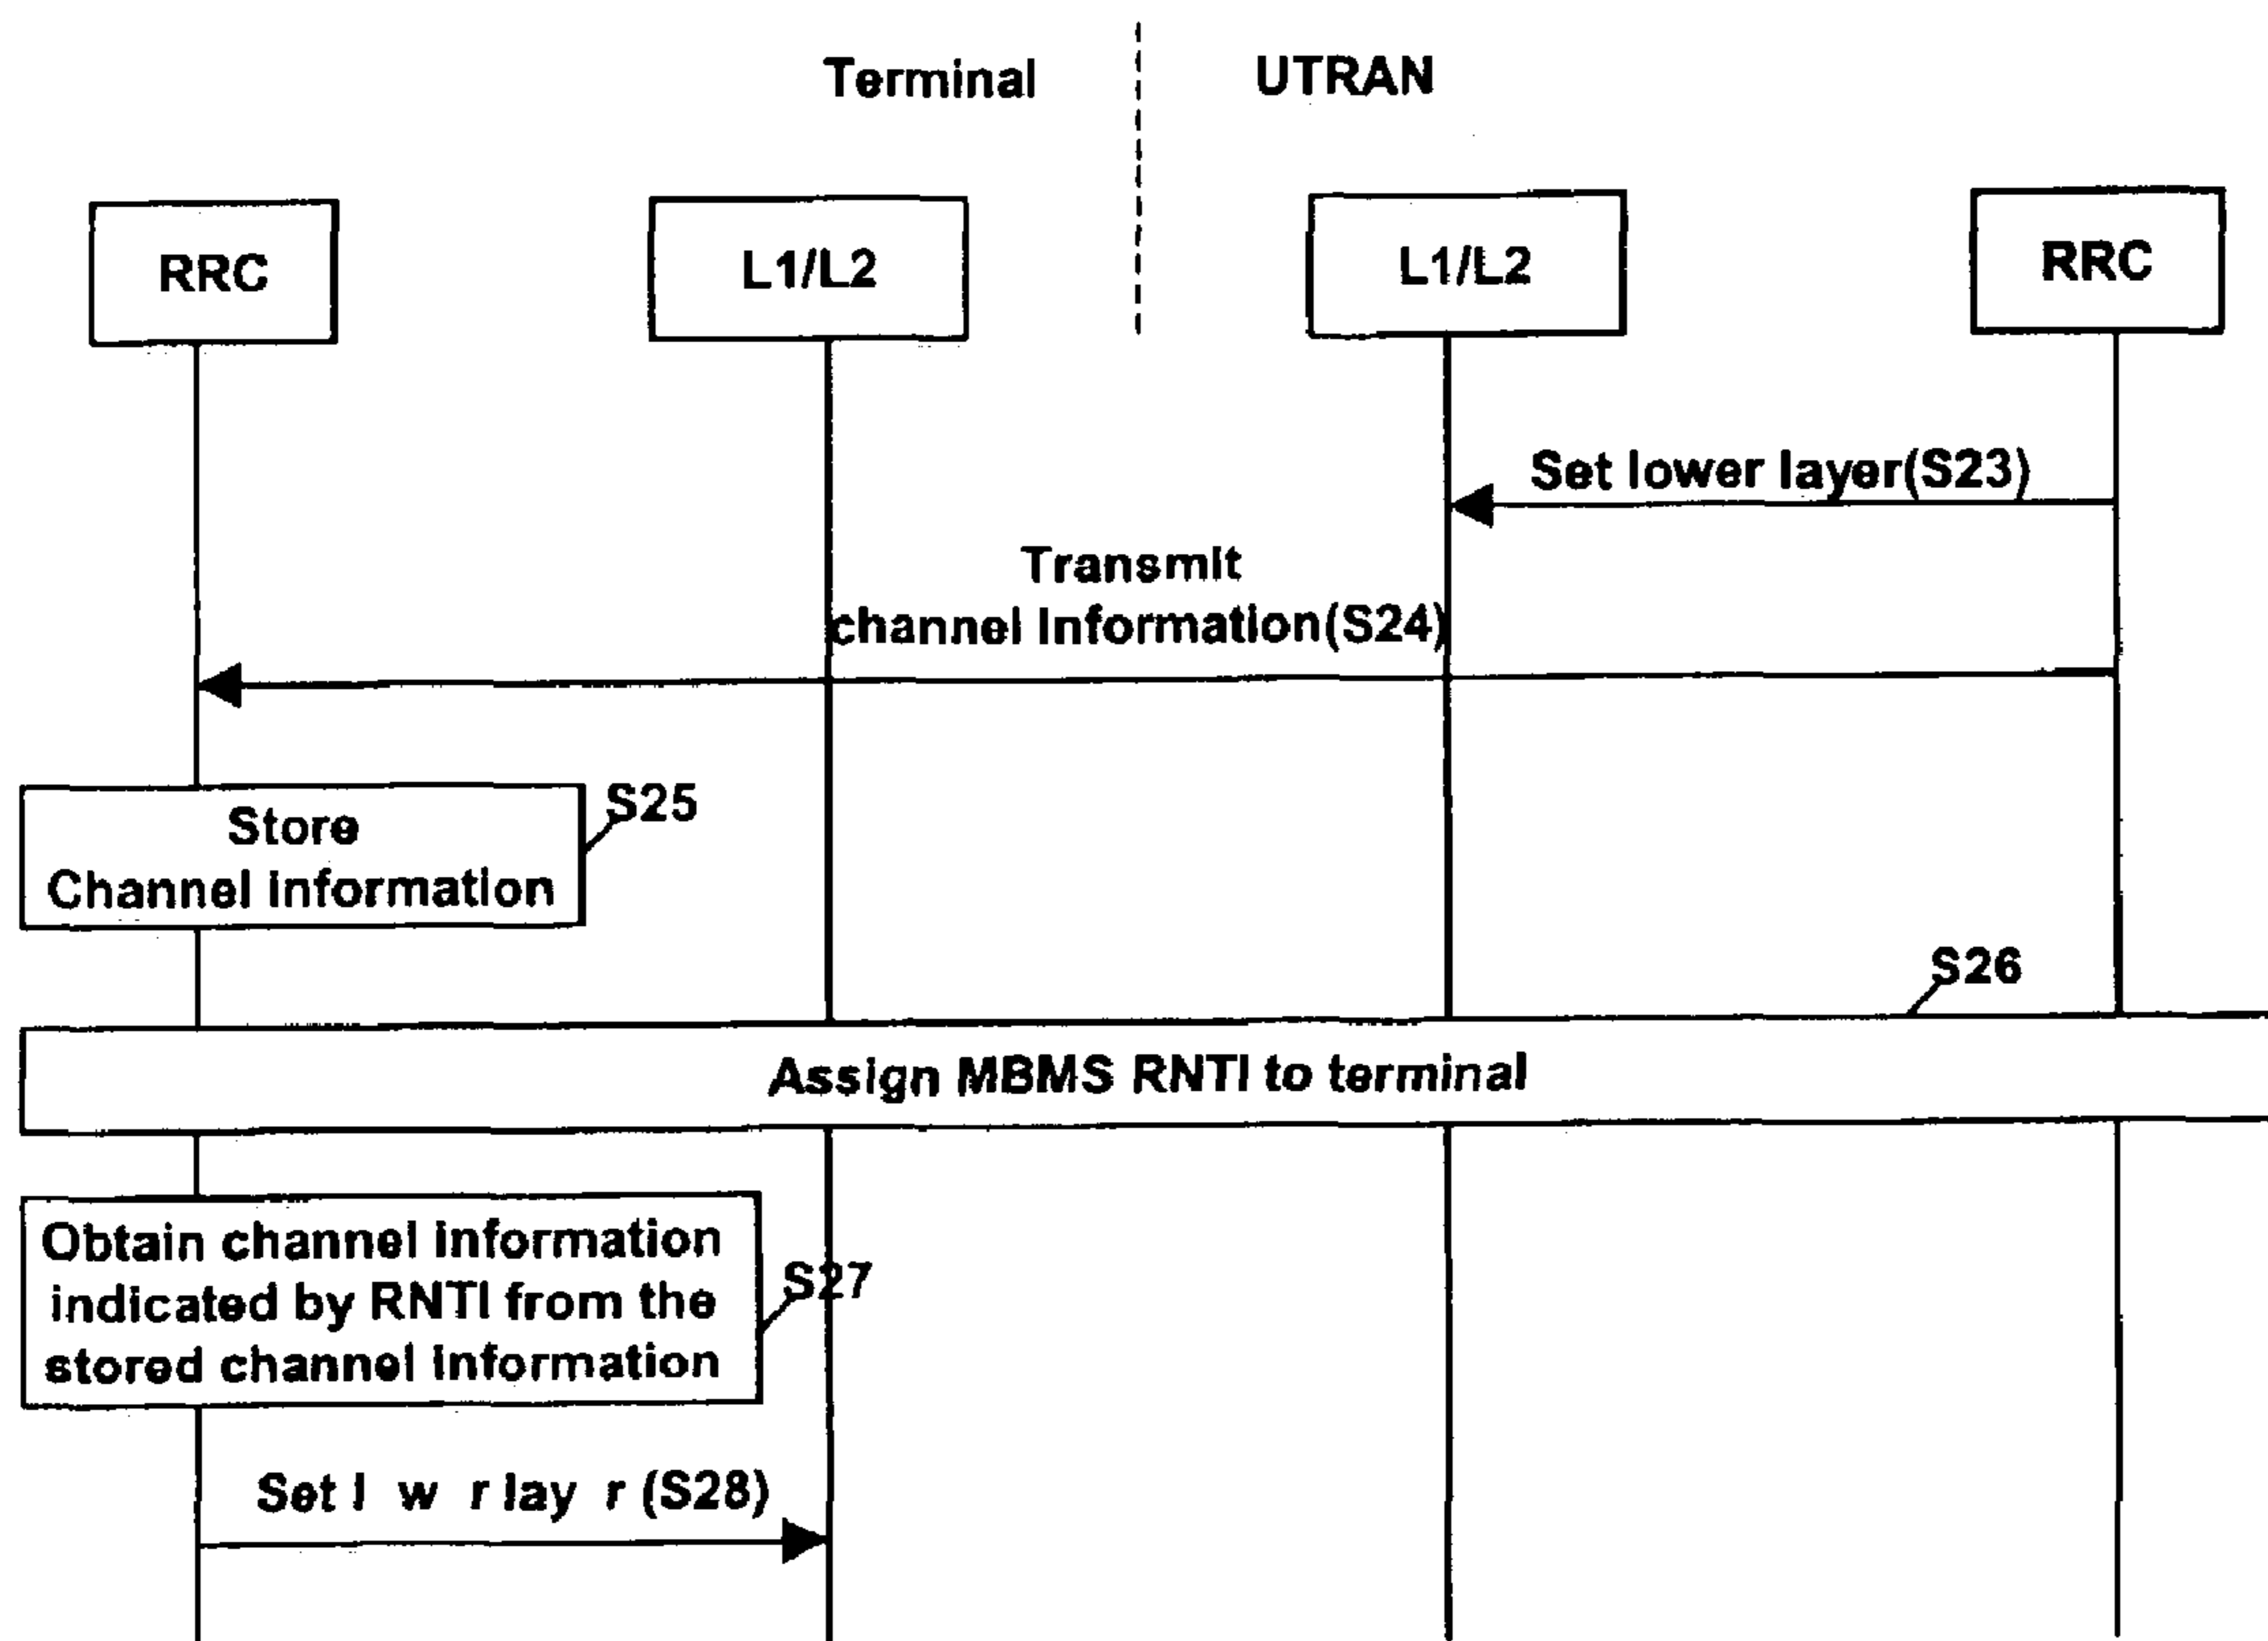 Terminal
UTRAN
RRC
L1/L2
L1/L2
RRC
Set lower layer(S23)
Transmit
channel Information(S24)
Store
Channel information
S25
S26
Assign MBMS RNTI to terminal
Obtain channel information
indicated by RNTI from the
stored channel information
S27
Set l w r lay r (S28)